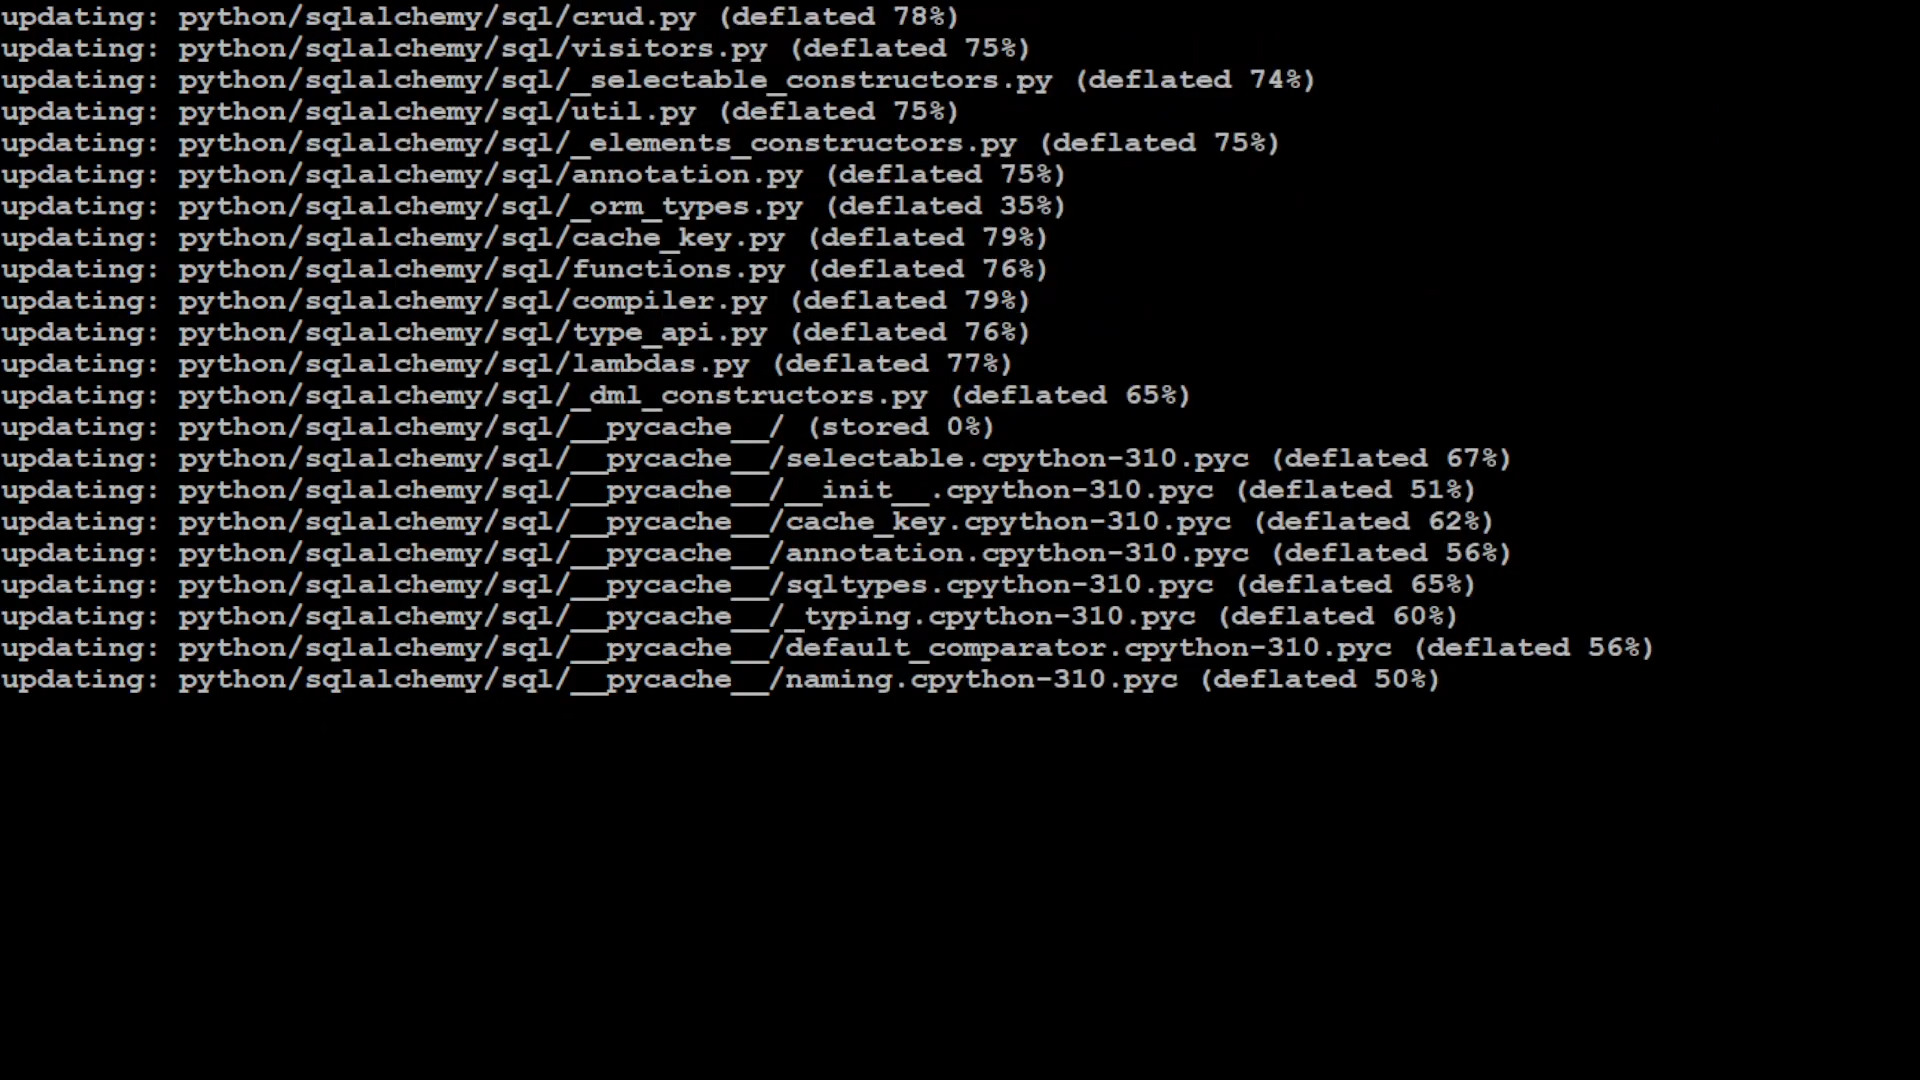 updating: python/sqlalchemy/sql/crud.py (deflated 78%)
updating: python/sqlalchemy/sql/visitors.py (deflated 75%)
updating: python/sqlalchemy/sql/_selectable_constructors.py (deflated 74%)
updating: python/sqlalchemy/sql/util.py (deflated 75%)
updating: python/sqlalchemy/sql/_elements_constructors.py (deflated 75%)
updating: python/sqlalchemy/sql/annotation.py (deflated 75%)
updating: python/sqlalchemy/sql/_orm_types.py (deflated 35%)
updating: python/sqlalchemy/sql/cache_key.py (deflated 79%)
updating: python/sqlalchemy/sql/functions.py (deflated 76%)
updating: python/sqlalchemy/sql/compiler.py (deflated 79%)
updating: python/sqlalchemy/sql/type_api.py (deflated 76%)
updating: python/sqlalchemy/sql/lambdas.py (deflated 77%)
updating: python/sqlalchemy/sql/_dml_constructors.py (deflated 65%)
updating: python/sqlalchemy/sql/__pycache__/ (stored 0%)
updating: python/sqlalchemy/sql/__pycache__/selectable.cpython-310.pyc (deflated 67%)
updating: python/sqlalchemy/sql/__pycache__/__init__.cpython-310.pyc (deflated 51%)
updating: python/sqlalchemy/sql/__pycache__/cache_key.cpython-310.pyc (deflated 62%)
updating: python/sqlalchemy/sql/__pycache__/annotation.cpython-310.pyc (deflated 56%)
updating: python/sqlalchemy/sql/__pycache__/sqltypes.cpython-310.pyc (deflated 65%)
updating: python/sqlalchemy/sql/__pycache__/_typing.cpython-310.pyc (deflated 60%)
updating: python/sqlalchemy/sql/__pycache__/default_comparator.cpython-310.pyc (deflated 56%)
updating: python/sqlalchemy/sql/__pycache__/naming.cpython-310.pyc (deflated 50%)